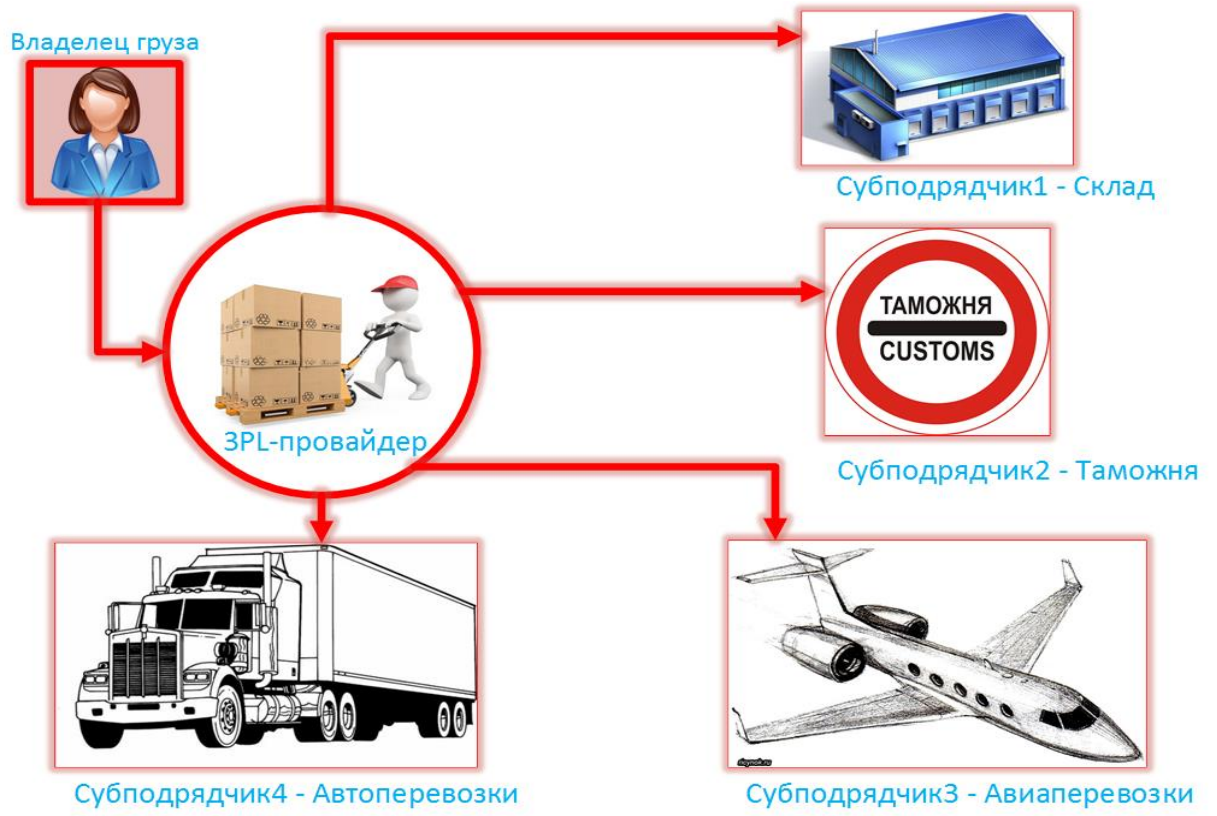 Владелец груза
Субподрядчик1 - Склад
ТАМОЖНЯ
CUSTOMS
3PL-провайдер
Субподрядчик2 - Таможня
Субподрядчик4 - Автоперевозки
Субподрядчик3 - Авиаперевозки